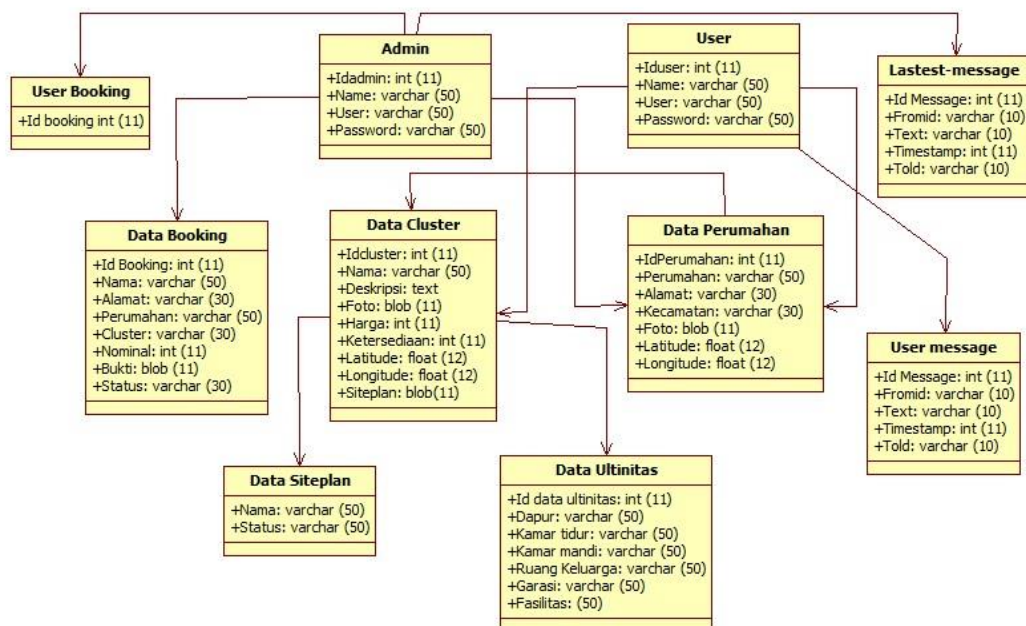 Admin
+Idadmin: int (11)
+Name: varchar (50)
+User: varchar (50)
+Password: varchar (50)
User
+Iduser: int (11)
+Name: varchar (50)
+User: varchar (50)
+Password: varchar (50)
User Booking
+Id booking int (11)
Lastest-message
+Id Message: int (11)
+Fromid: varchar (10)
+Text: varchar (10)
+Timestamp: int (11)
+Told: varchar (10)
Data Booking
+Id Booking: int (11)
+Nama: varchar (50)
+Alamat: varchar (30)
+Perumahan: varchar (50)
+Cluster: varchar (30)
+Nominal: int (11)
+Bukti: blob (11)
+Status: varchar (30)
Data Cluster
+Idcluster: int (11)
+Nama: varchar (50)
+Deskripsi: text
+Foto: blob (11)
+Harga: int (11)
+Ketersediaan: int (11)
+Latitude: float (12)
+Longitude: float (12)
+Siteplan: blob(11)
Data Perumahan
+IdPerumahan: int (11)
+Perumahan: varchar (50)
+Alamat: varchar (30)
+Kecamatan: varchar (30)
+Foto: blob (11)
+Latitude: float (12)
+Longitude: float (12)
User message
+Id Message: int (11)
+Fromid: varchar (10)
+Text: varchar (10)
+Timestamp: int (11)
+Told: varchar (10)
Data Siteplan
+Nama: varchar (50)
+Status: varchar (50)
Data Ultinitas
+Id data ultinitas: int (11)
+Dapur: varchar (50)
+Kamar tidur: varchar (50)
+Kamar mandi: varchar (50)
+Ruang Keluarga: varchar (50)
+Garasi: varchar (50)
+Fasilitas: (50)